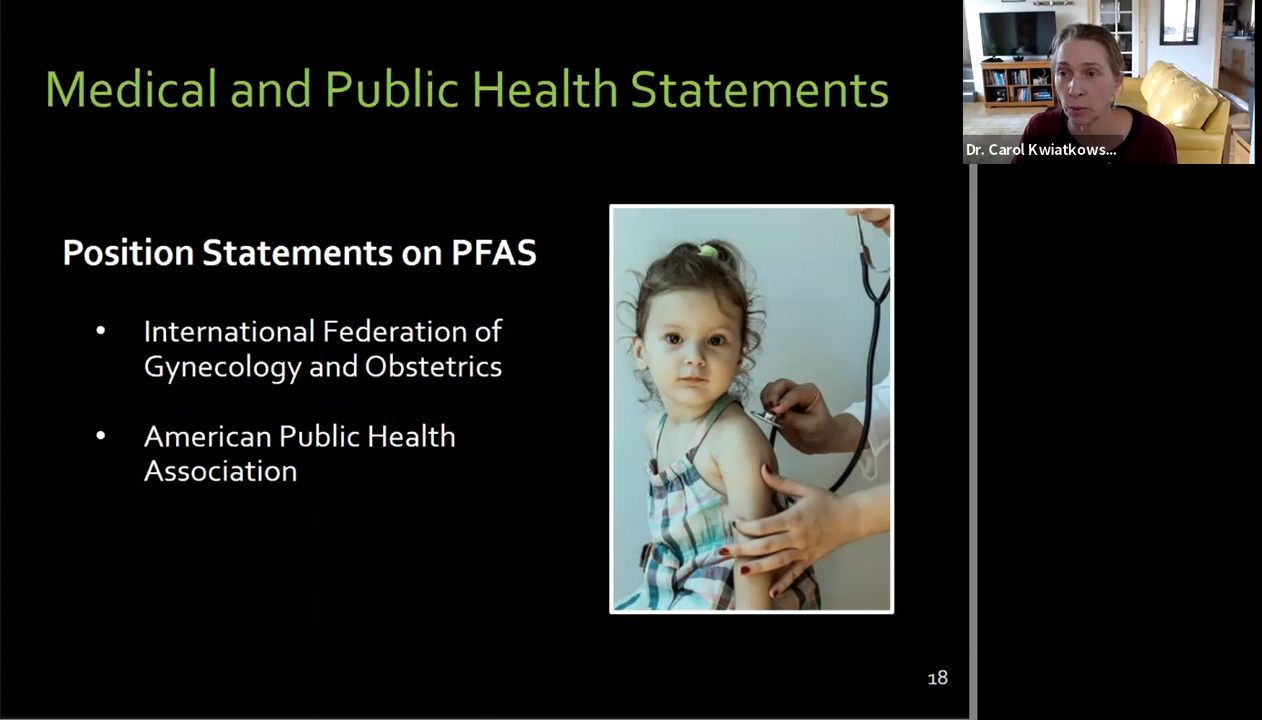 Medical and Public Health Statements
Dr. Carol Kwiatkows...
Position Statements on PFAS
• International Federation of
Gynecology and Obstetrics
• American Public Health
Association
18